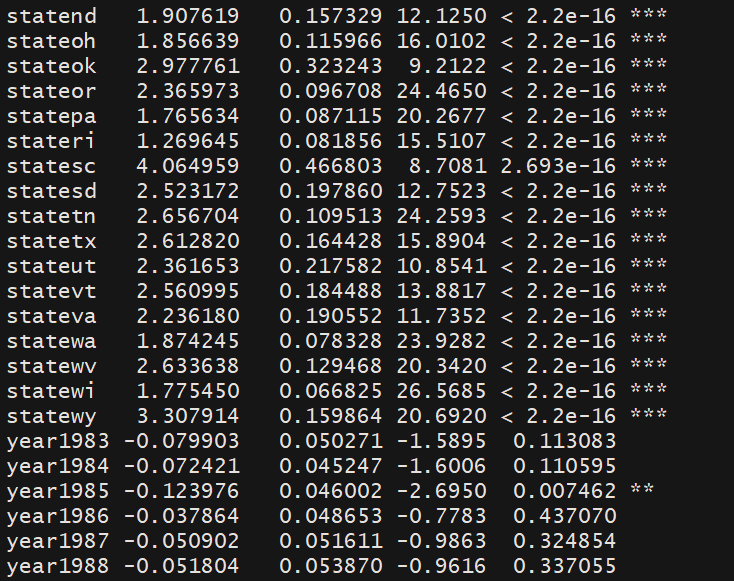 statend 1.907619 0.157329 12.1250 < 2.2e-16 ***
stateoh 1.856639 0.115966 16.0102 < 2.2e-16 ***
stateok 2.977761 0.323243 9.2122 < 2.2e-16 ***
stateor 2.365973 0.096708 24.4650 < 2.2e-16 ***
statepa 1.765634 0.087115 20.2677 < 2.2e-16 ***
stateri 1.269645 0.081856 15.5107 < 2.2e-16 ***
statesc 4.064959 0.466803 8.7081 2.693e-16 ***
statesd 2.523172 0.197860 12.7523 < 2.2e-16 ***
statetn 2.656704 0.109513 24.2593 < 2.2e-16 ***
statetx 2.612820 0.164428 15.8904 < 2.2e-16 ***
stateut 2.361653 0.217582 10.8541 < 2.2e-16 ***
statevt 2.560995 0.184488 13.8817 < 2.2e-16 ***
stateva 2.236180 0.190552 11.7352 < 2.2e-16 ***
statewa 1.874245 0.078328 23.9282 < 2.2e-16 ***
statewv 2.633638 0.129468 20.3420 < 2.2e-16 ***
statewi 1.775450 0.066825 26.5685 < 2.2e-16 ***
statewy 3.307914 0.159864 20.6920 < 2.2e-16 ***
year1983 -0.079903 0.050271 -1.5895 0.113083
year1984 -0.072421 0.045247 -1.6006 0.110595
year1985 -0.123976 0.046002 -2.6950 0.007462 **
year1986 -0.037864 0.048653 -0.7783 0.437070
year1987 -0.050902 0.051611 -0.9863 0.324854
year1988 -0.051804 0.053870 -0.9616 0.337055